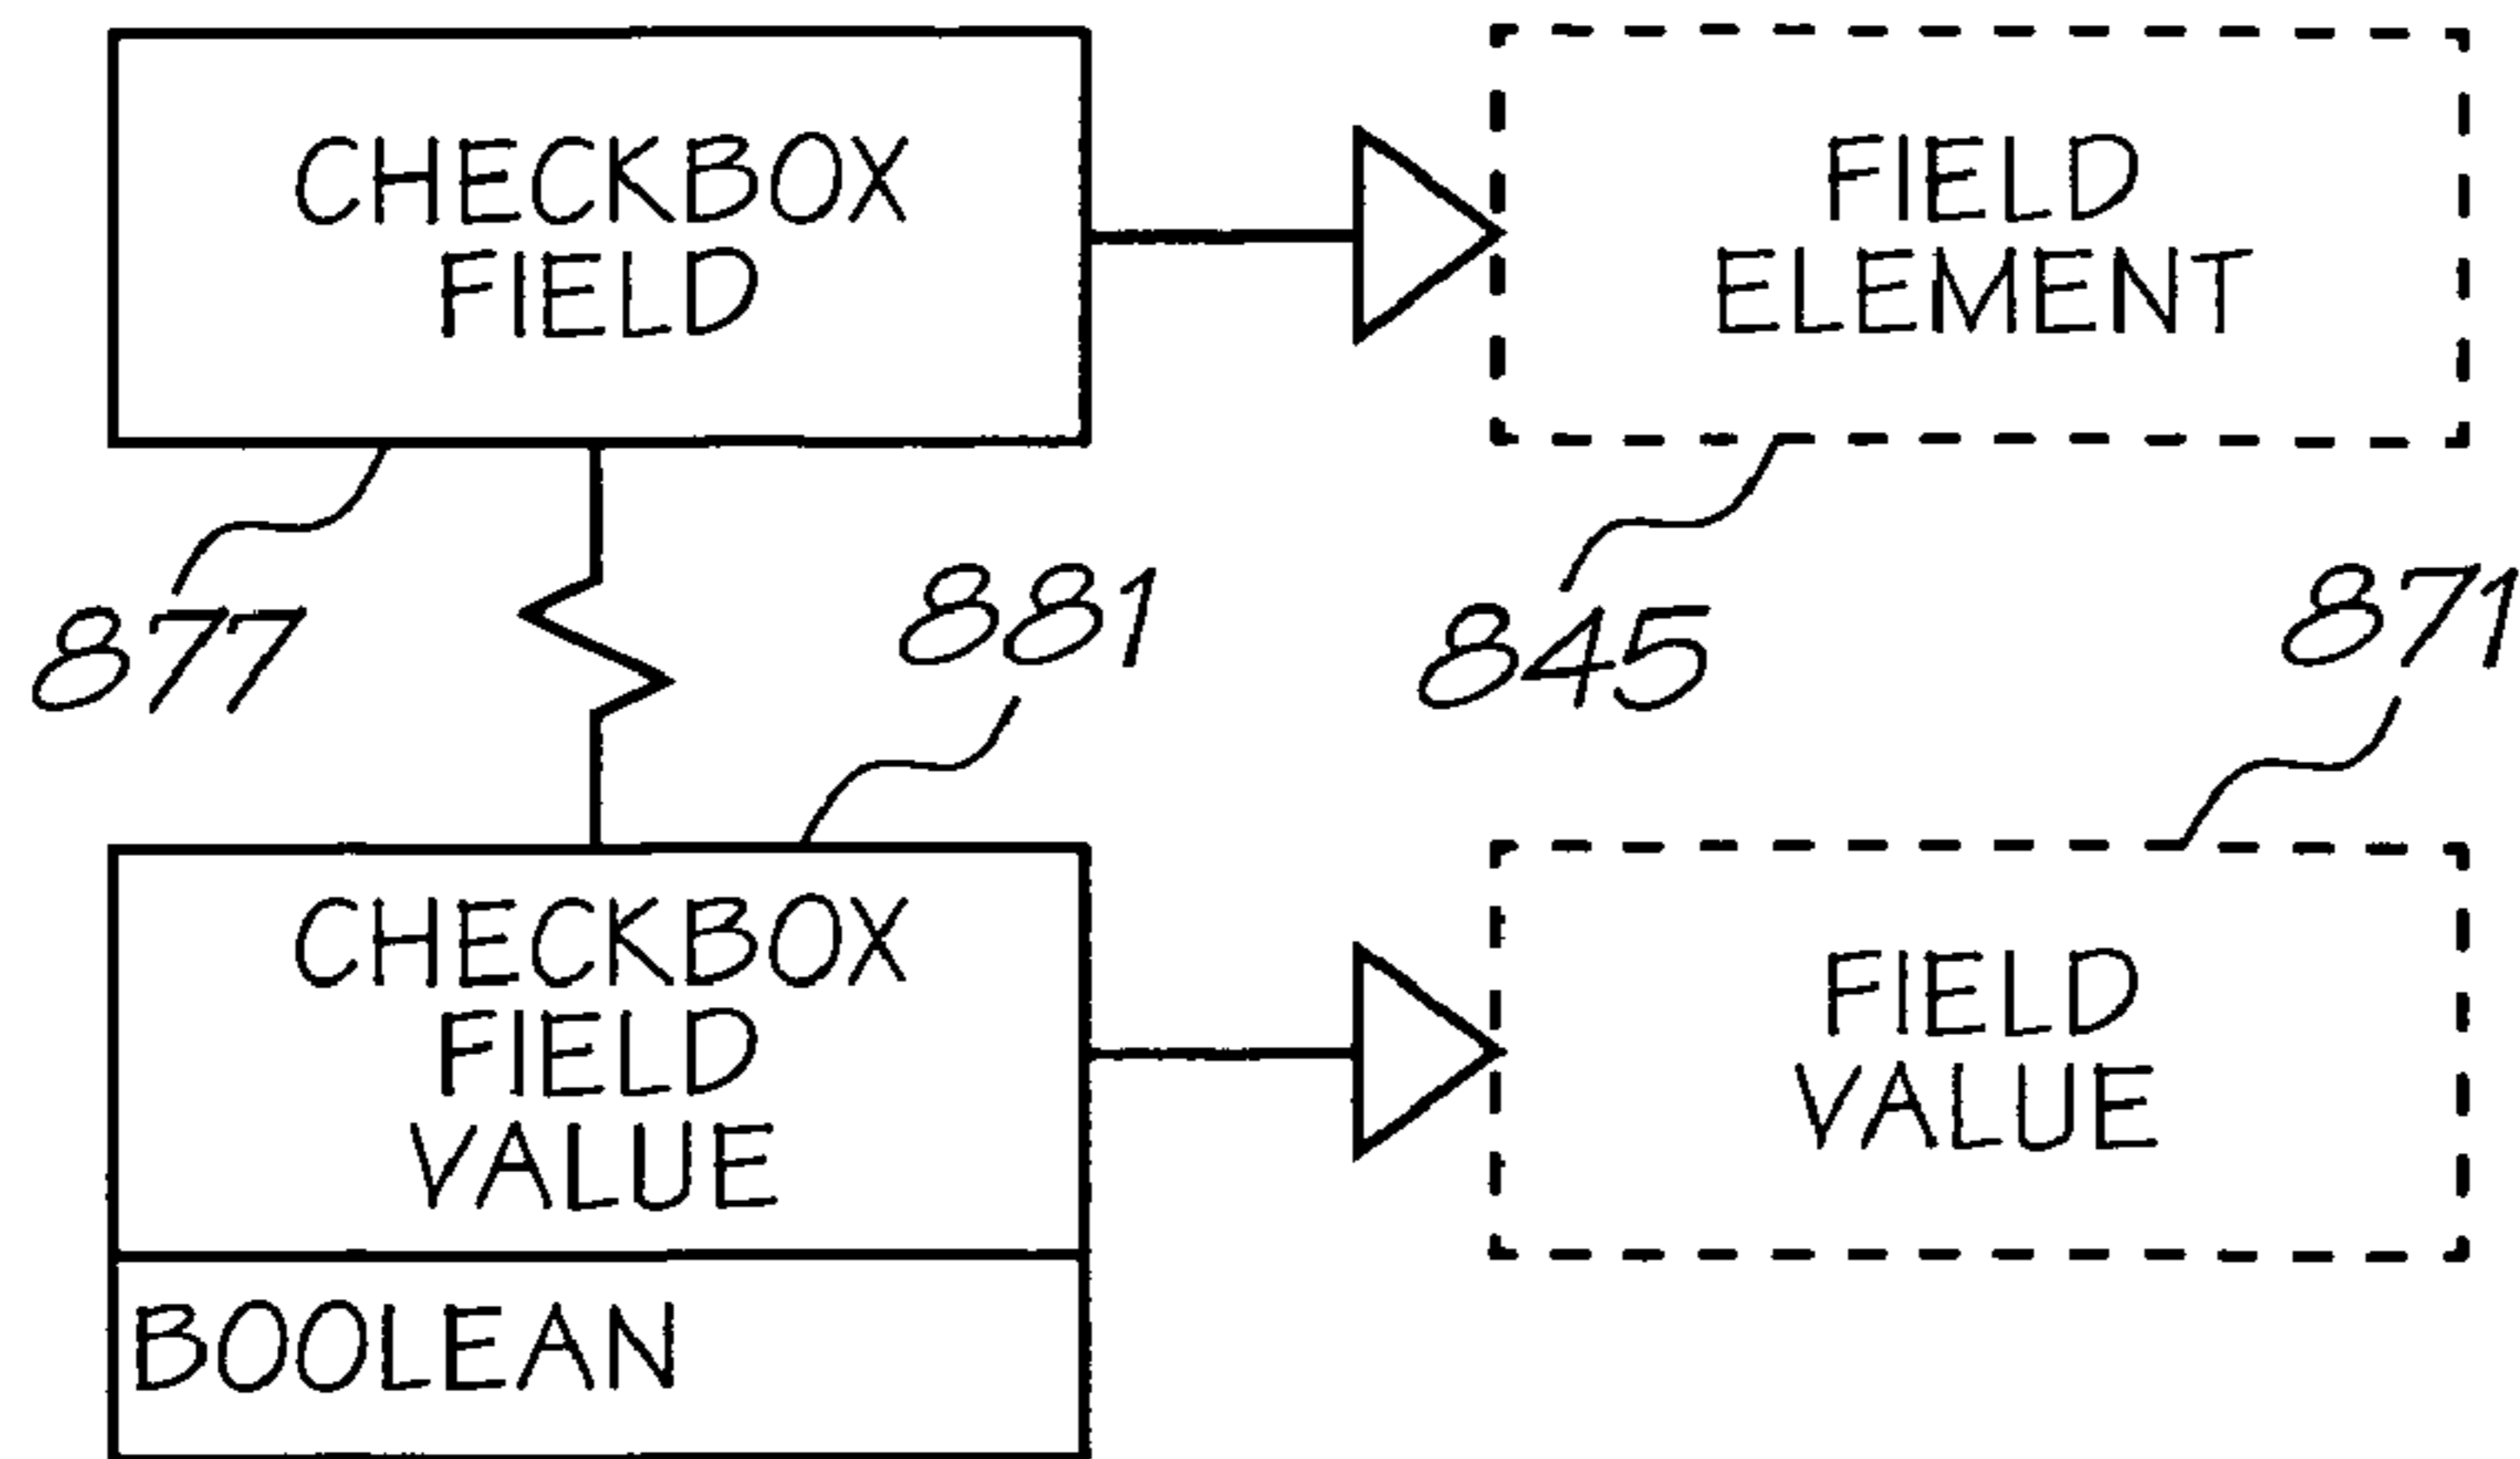 CHECKBOX
FIELD
FIELD
ELEMENT
877
881
845
871
CHECKBOX
FIELD
VALUE
FIELD
VALUE
BOOLEAN